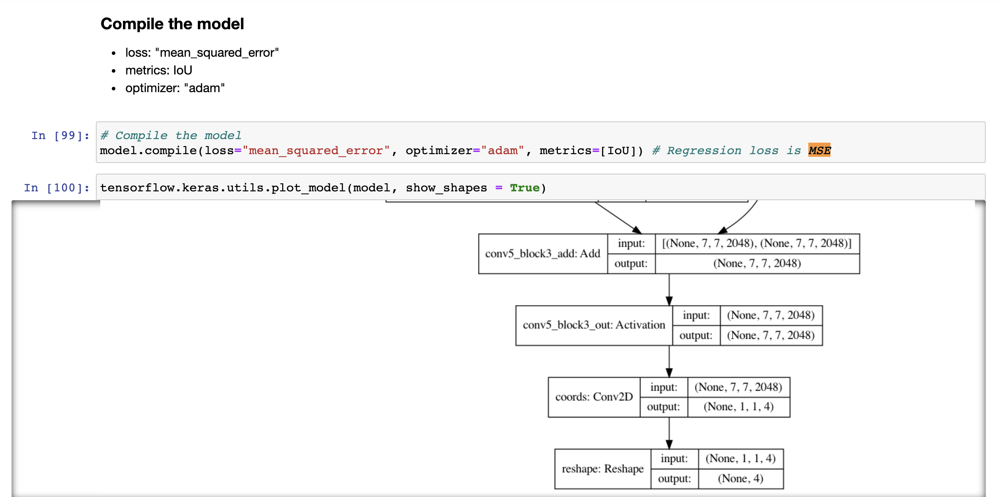 Compile the model
• loss: "mean_squared_error"
• metrics: IoU
• optimizer: "adam"
In [99]:
# Compile the model
model.compile(loss="mean_squared_error", optimizer="adam", metrics=[IoU]) # Regression loss is MSE
In [100]:
tensorflow.keras.utils.plot_model(model, show_shapes = True)
conv5_block3_add: Add
input:
[(None, 7, 7, 2048), (None, 7, 7, 2048)]
output:
(None, 7, 7, 2048)
conv5_block3_out: Activation
input:
(None, 7, 7, 2048)
output:
(None, 7, 7, 2048)
coords: Conv2D
input:
(None, 7, 7, 2048)
output:
(None, 1, 1, 4)
reshape: Reshape
input:
(None, 1, 1, 4)
output:
(None, 4)